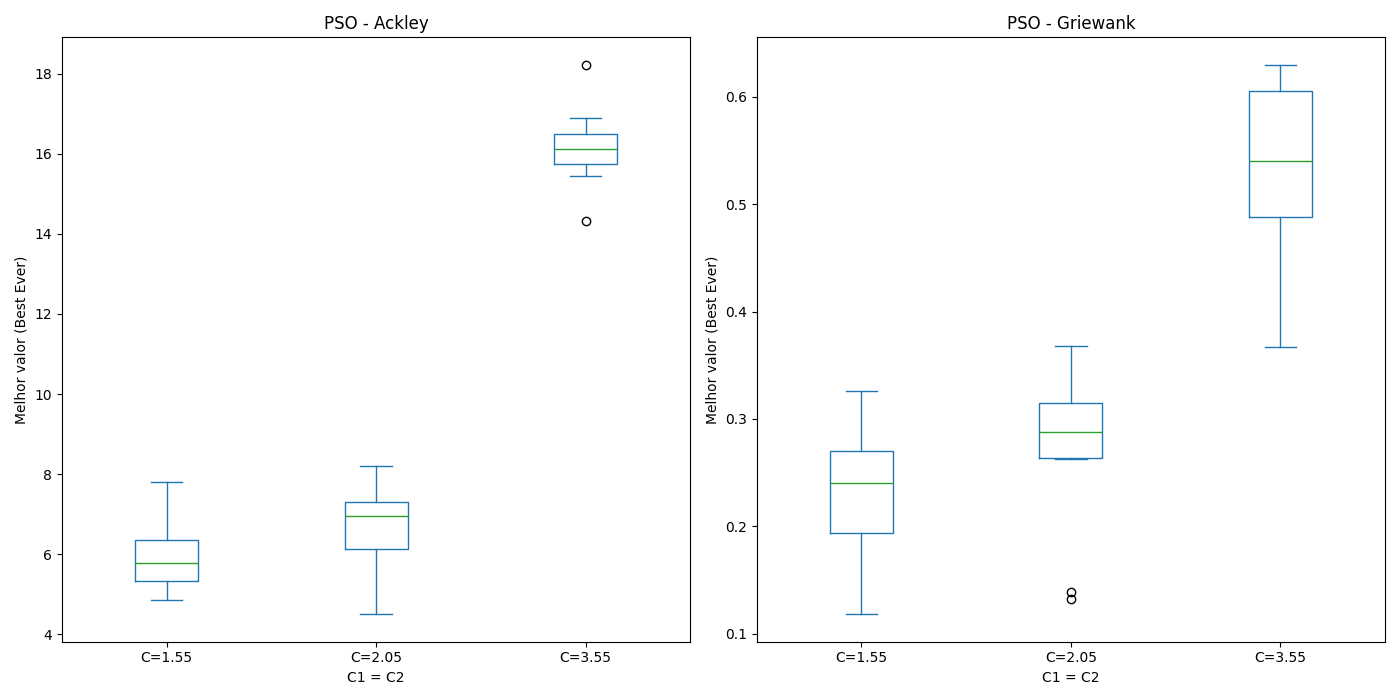 PSO - Ackley
18
16
14
12
10
8
6
4
Melhor valor (Best Ever)
C=1.55
C=2.05
C=3.55
C1 = C2
PSO - Griewank
0.6
0.5
0.4
0.3
0.2
0.1
Melhor valor (Best Ever)
C=1.55
C=2.05
C=3.55
C1 = C2